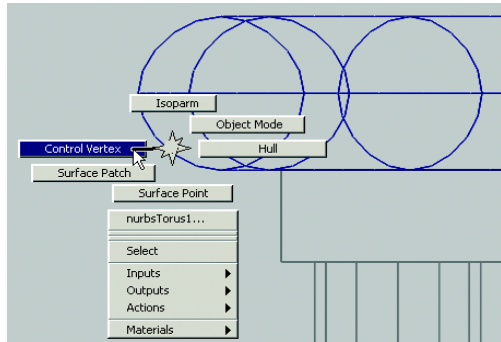 Isoparm
Object Mode
Control Vertex
Hull
Surface Patch
Surface Point
nurbsTorus1...
Select
Inputs
Outputs
Actions
Materials